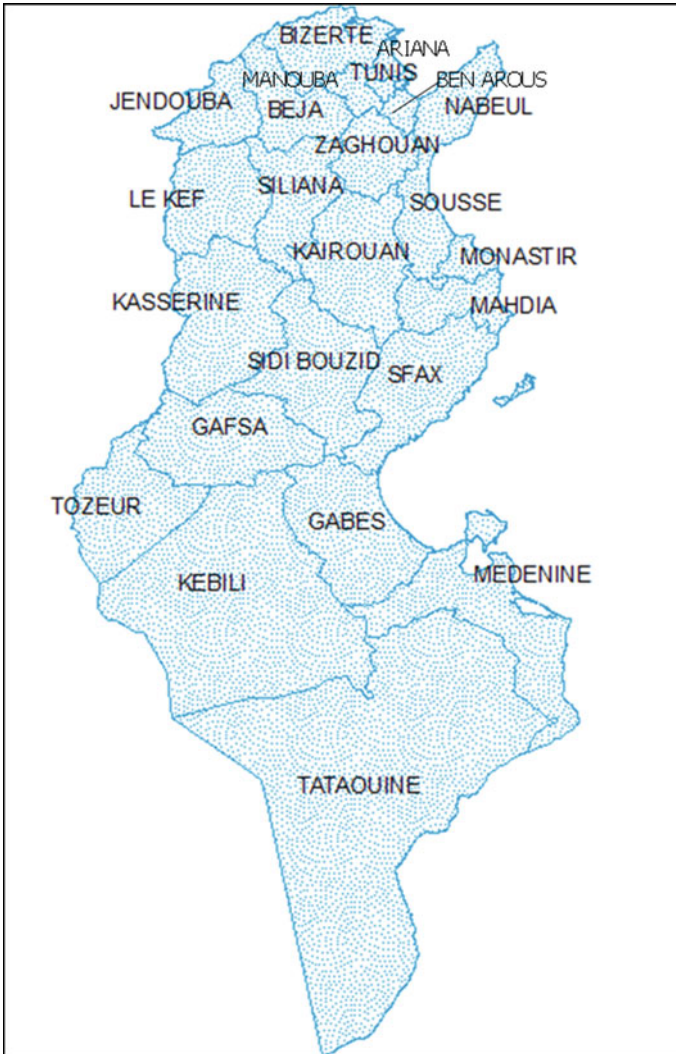 BIZERTE
ARIANA
TUNIS
MANOUBA
BEN AROUS
JENDOUBA
BEJA
NABEUL
ZAGHOUAN
LE KEF
SILIANA
SOUSSE
KAIROUAN
MONASTIR
KASSERINE
MAHDIA
SIDI BOUZID
SFAX
GAFSA
TOZEUR
GABES
KEBILI
MEDENINE
TATAOUINE